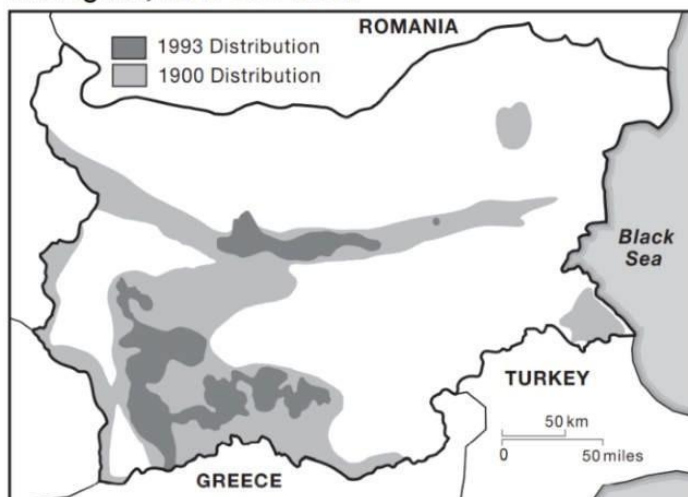 ROMANIA
1993 Distribution
1900 Distribution
Black
Sea
TURKEY
50 km
0 50 miles
GREECE